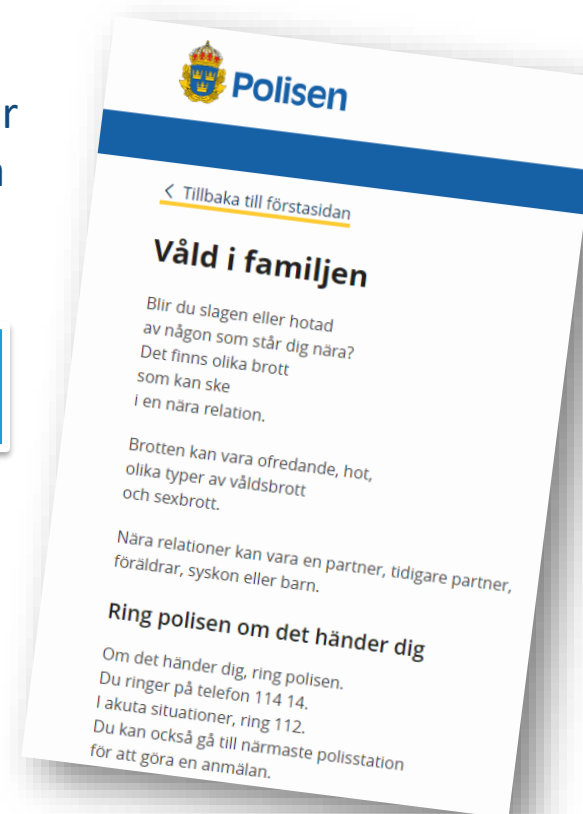 r
Polisen
< Tillbaka till förstasidan
Våld i familjen
Blir du slagen eller hotad
av någon som står dig nära?
Det finns olika brott
som kan ske
i en nära relation.
Brotten kan vara ofredande, hot,
olika typer av våldsbrott
och sexbrott.
Nära relationer kan vara en partner, tidigare partner,
föräldrar, syskon eller barn.
Ring polisen om det händer dig
Om det händer dig, ring polisen.
Du ringer på telefon 114 14.
I akuta situationer, ring 112.
Du kan också gå till närmaste polisstation
för att göra en anmälan.